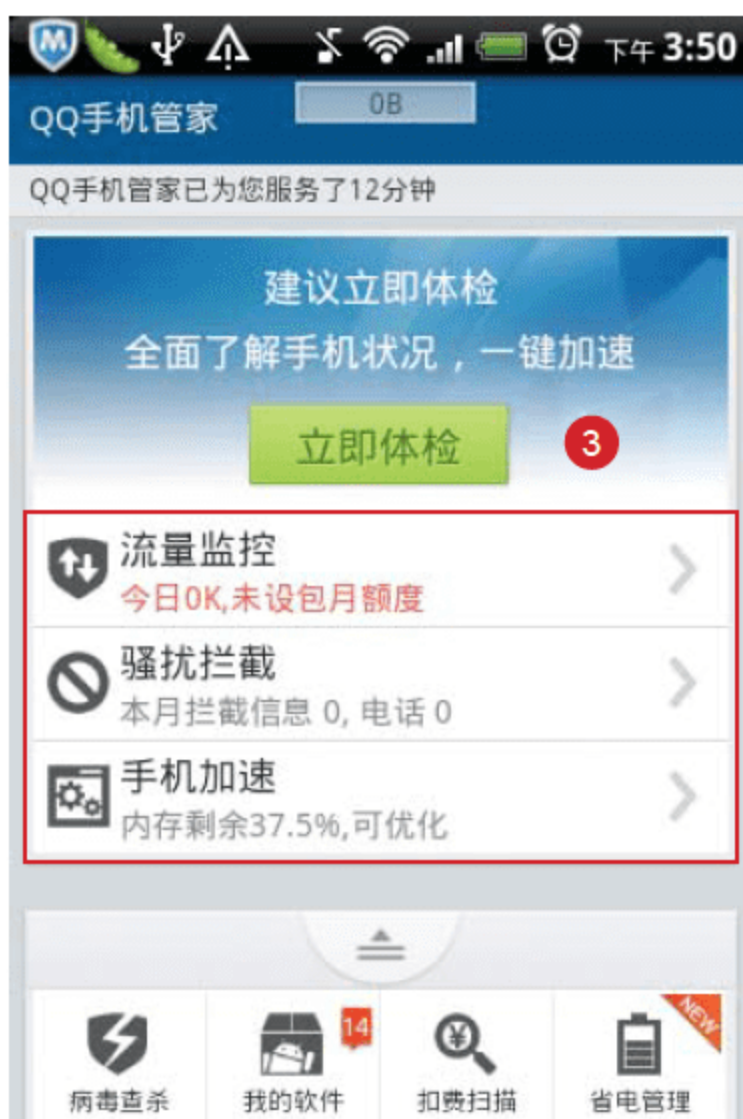 下午 3:50
QQ手机管家
0B
QQ手机管家已为您服务了12分钟
建议立即体检
全面了解手机状况，一键加速
立即体检
3
流量监控
今日0K,未设包月额度
骚扰拦截
本月拦截信息 0, 电话 0
手机加速
内存剩余37.5%,可优化
14
NEW
病毒查杀 我的软件 扣费扫描 省电管理